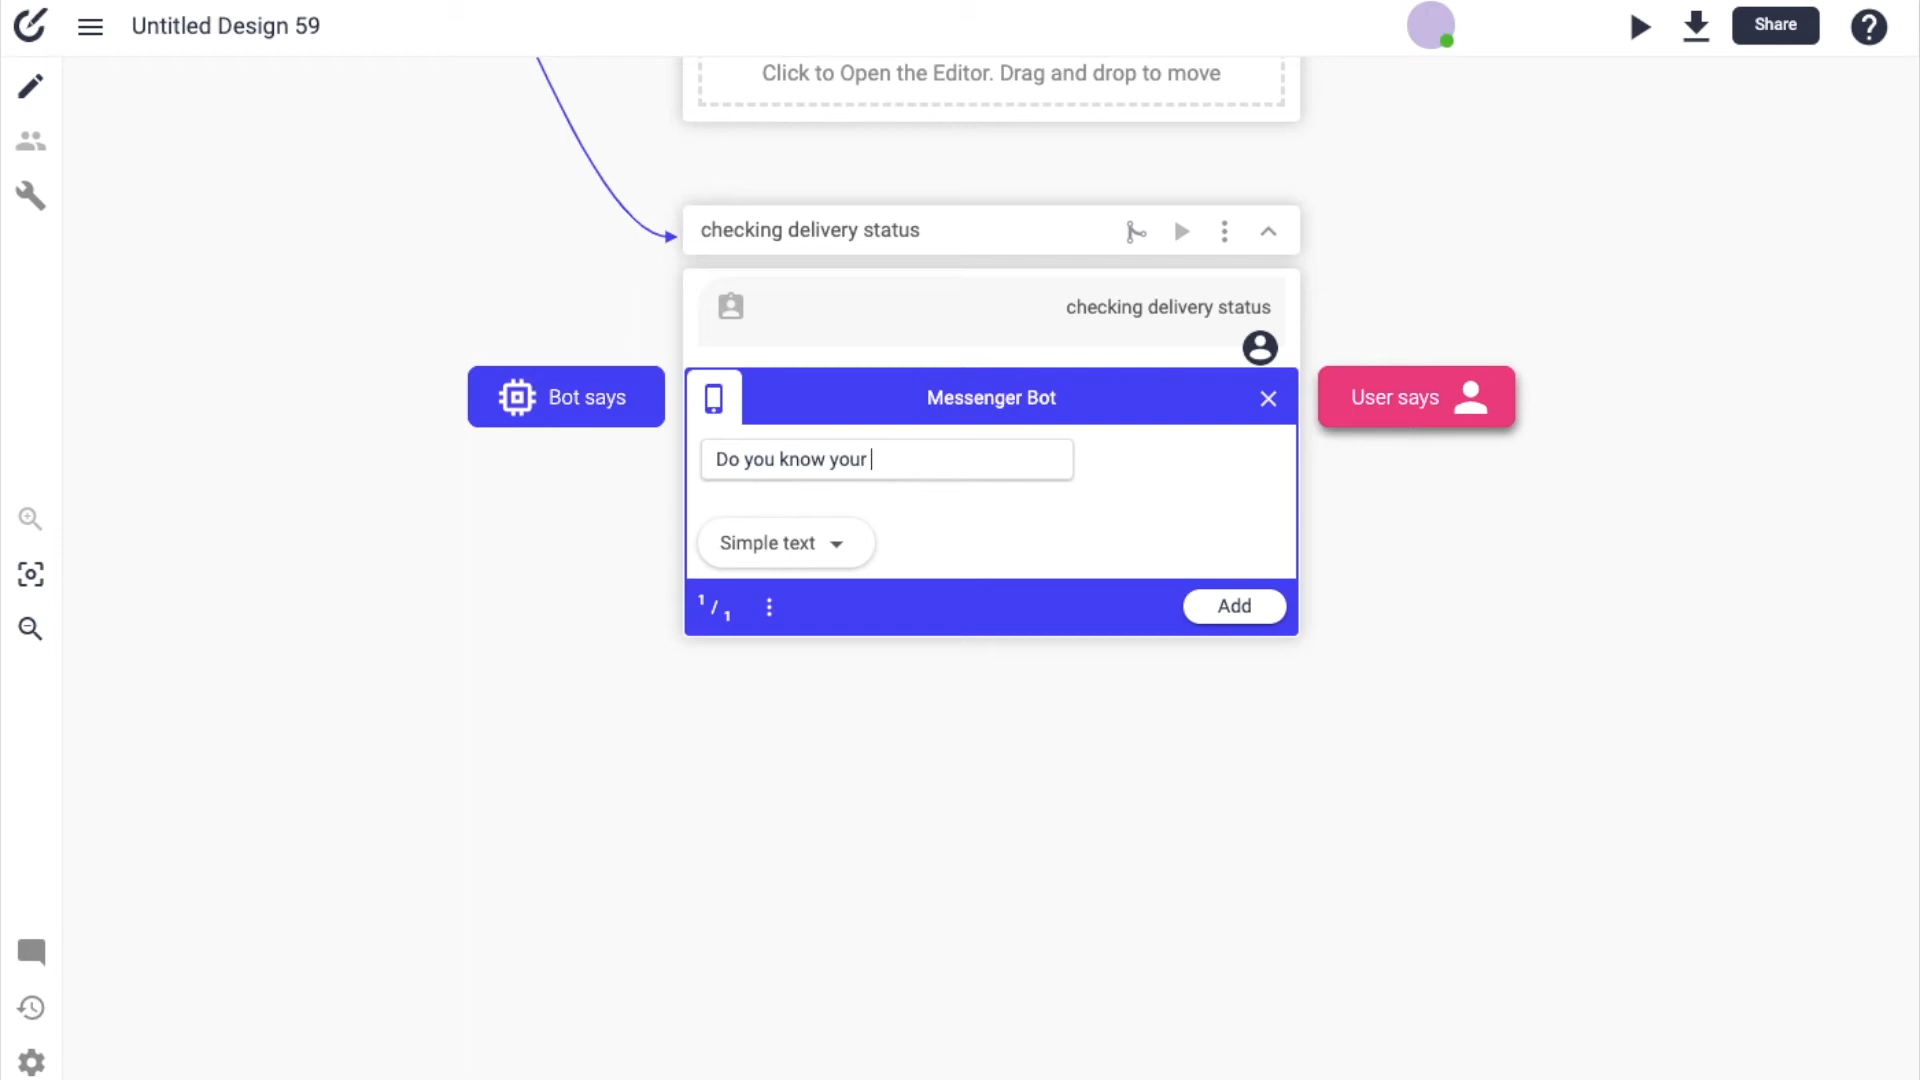 Untitled Design 59
Share
Click to Open the Editor. Drag and drop to move
checking delivery status
checking delivery status
Bot says
Messenger Bot
User says
Do you know your
Simple text
1 / 1
Add